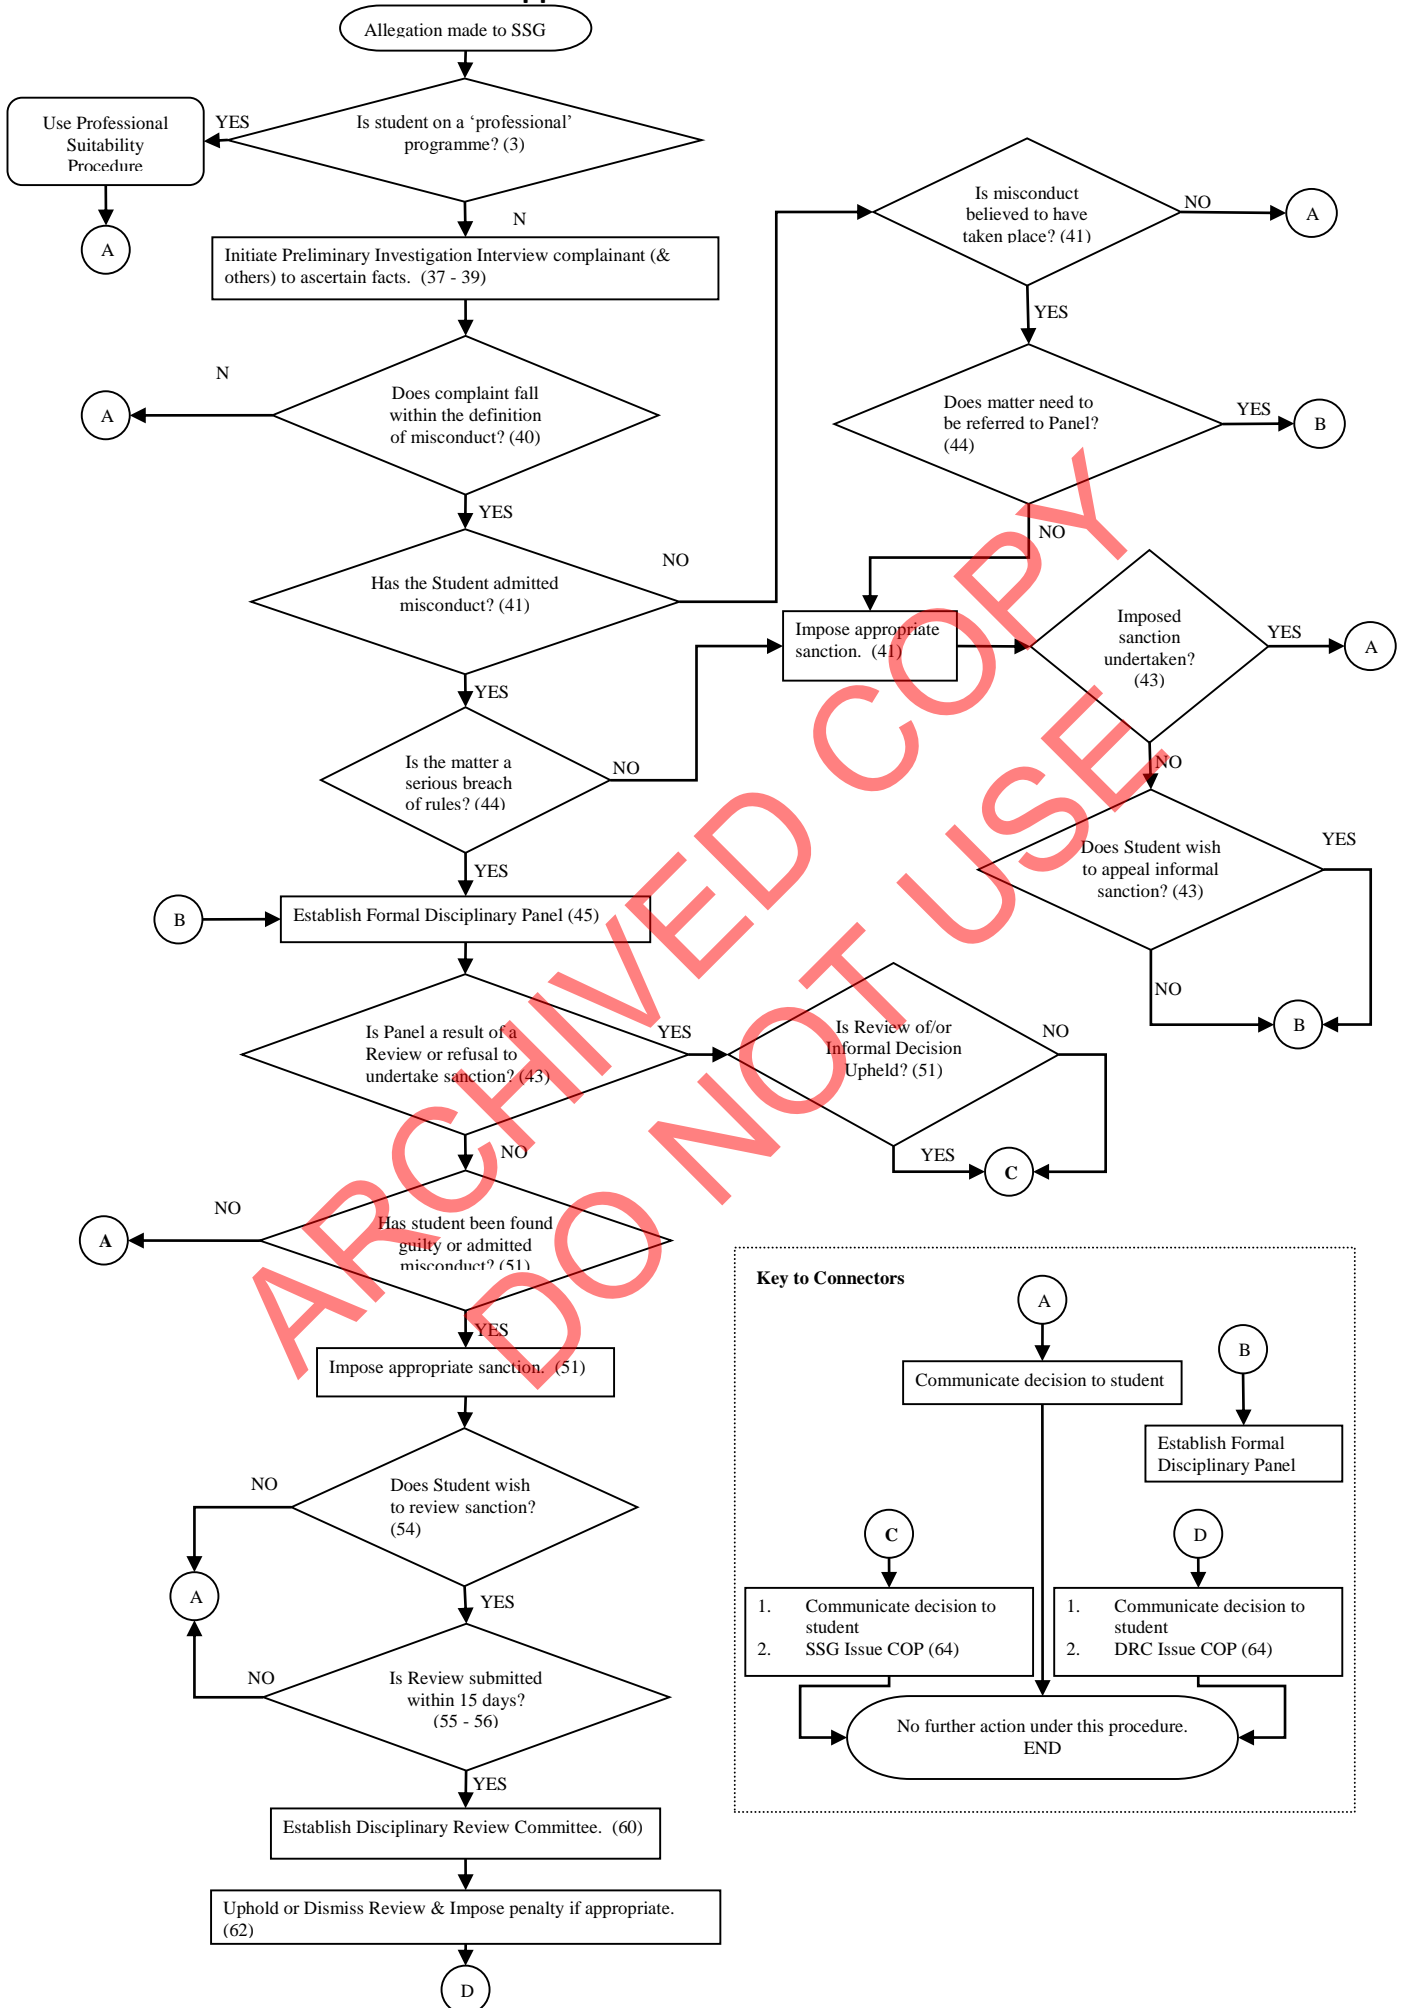 Allegation made to SSG
Is student on a ‘professional’
programme? (3)
YES
Use Professional
Suitability
Procedure
A
N
Initiate Preliminary Investigation Interview complainant (&
others) to ascertain facts.  (37 - 39)
Does complaint fall
within the definition
of misconduct? (40)
N
A
YES
Has the Student admitted
misconduct? (41)
NO
YES
Is the matter a
serious breach
of rules? (44)
NO
YES
B
Establish Formal Disciplinary Panel (45)
Is Panel a result of a
Review or refusal to
undertake sanction? (43)
YES
NO
Has student been found
guilty or admitted
misconduct? (51)
NO
A
YES
Impose appropriate sanction.  (51)
Does Student wish
to review sanction?
(54)
NO
A
YES
Is Review submitted
within 15 days?
(55 - 56)
NO
YES
Establish Disciplinary Review Committee.  (60)
Uphold or Dismiss Review & Impose penalty if appropriate.
(62)
D
Is misconduct
believed to have
taken place? (41)
NO
A
YES
Does matter need to
be referred to Panel?
(44)
YES
B
NO
Impose appropriate
sanction.  (41)
Imposed
sanction
undertaken?
(43)
YES
A
NO
Does Student wish
to appeal informal
sanction? (43)
YES
NO
B
Is Review of/or
Informal Decision
Upheld? (51)
NO
YES
C
Key to Connectors
A
Communicate decision to student
B
Establish Formal
Disciplinary Panel
C
1. Communicate decision to
student
2. SSG Issue COP (64)
D
1. Communicate decision to
student
2. DRC Issue COP (64)
No further action under this procedure.
END
ARCHIVED COPY
DO NOT USE